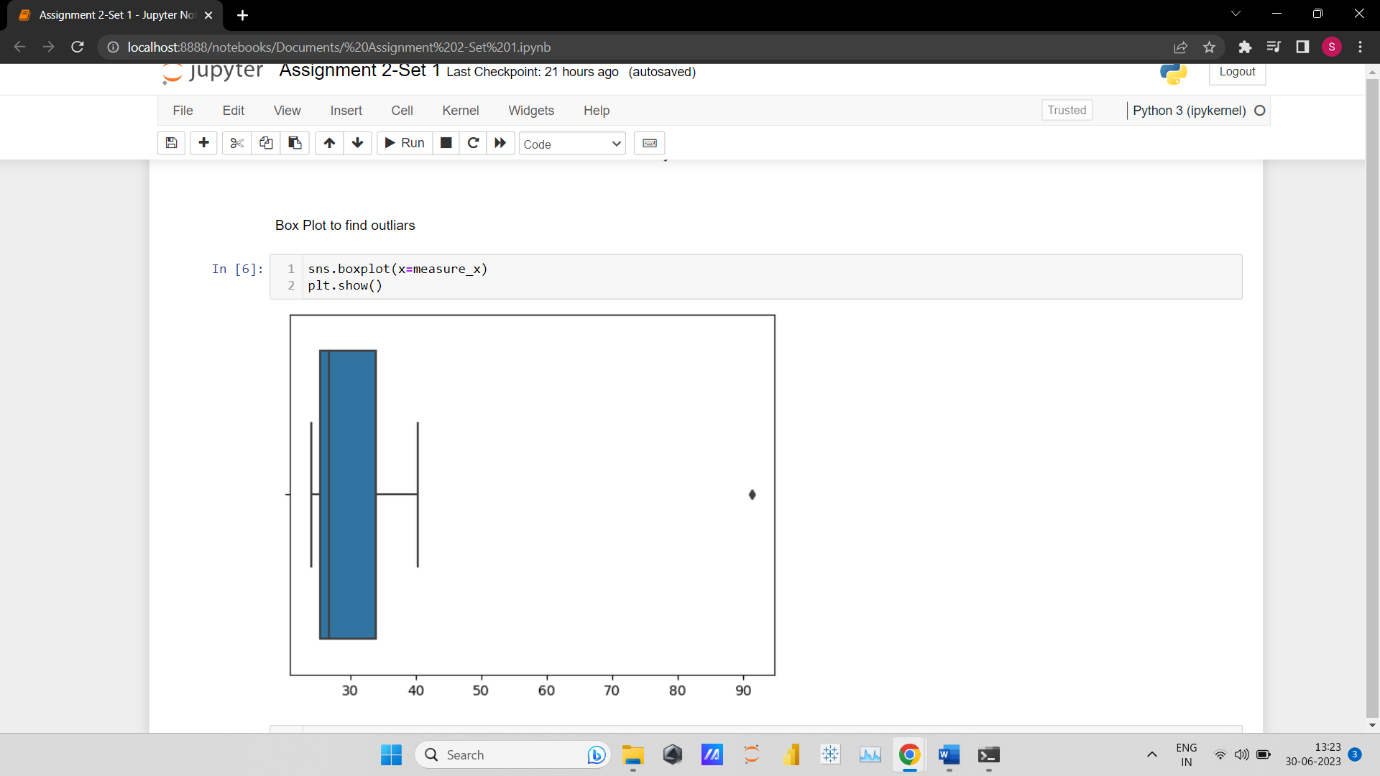 Assignment 2-Set 1 - Jupyter No
localhost:8888/notebooks/Documents/%20Assignment%202-Set%201.ipynb
S
jupyter Assignment 2-Set 1 Last Checkpoint: 21 hours ago (autosaved)
Logout
File Edit View Insert Cell Kernel Widgets Help
Trusted
Python 3 (ipykernel)
Run
Code
Box Plot to find outliars
In [6]:
1 sns.boxplot(x=measure_x)
2 plt.show()
30 40 50 60 70 80 90
Search
ENG
IN
13:23
30-06-2023
3